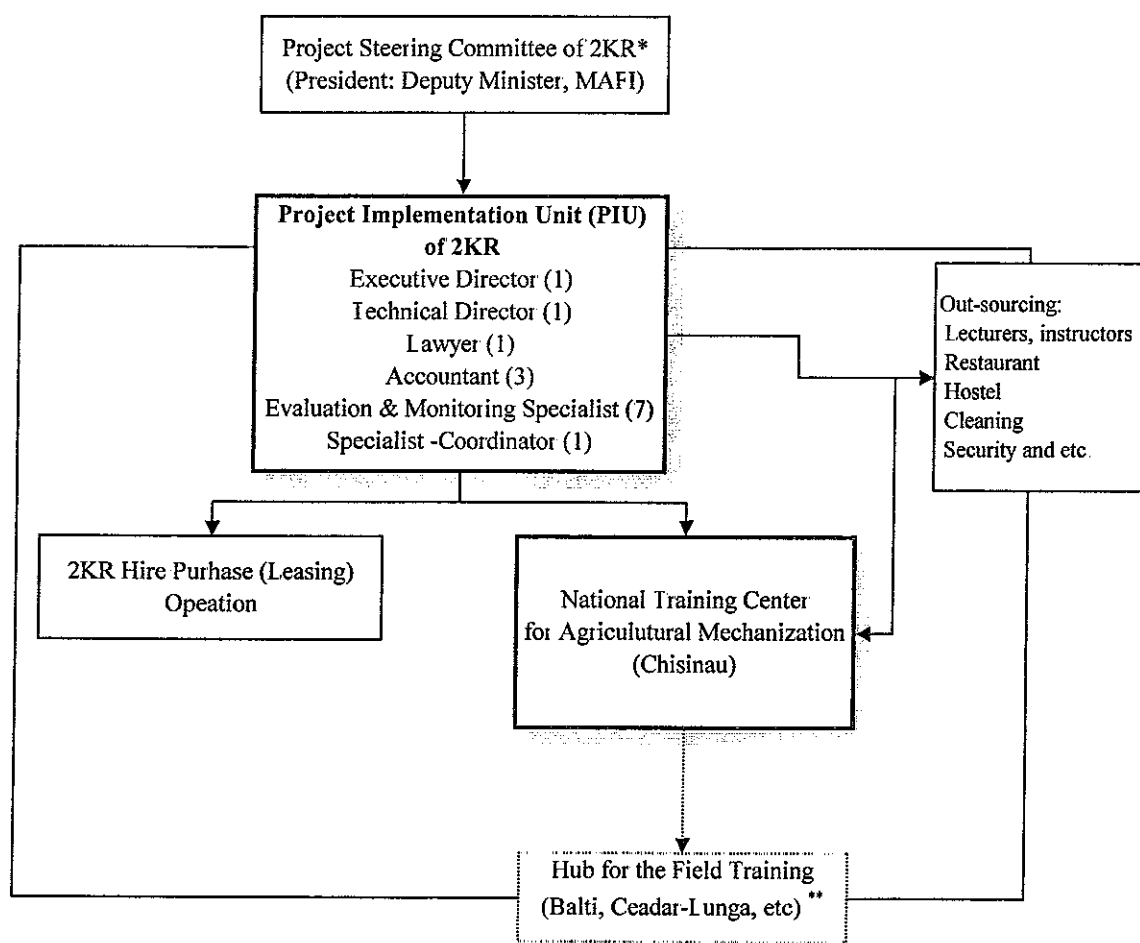 Project Steering Committee of 2KR*
(President: Deputy Minister, MAFI)
Project Implementation Unit (PIU)
of 2KR
Executive Director (1)
Technical Director (1)
Lawyer (1)
Accountant (3)
Evaluation & Monitoring Specialist (7)
Specialist -Coordinator (1)
Out-sourcing:
Lecturers, instructors
Restaurant
Hostel
Cleaning
Security and etc.
2KR Hire Purhase (Leasing)
Opeation
National Training Center
for Agriculutural Mechanization
(Chisinau)
Hub for the Field Training
(Balti, Ceadar-Lunga, etc) **